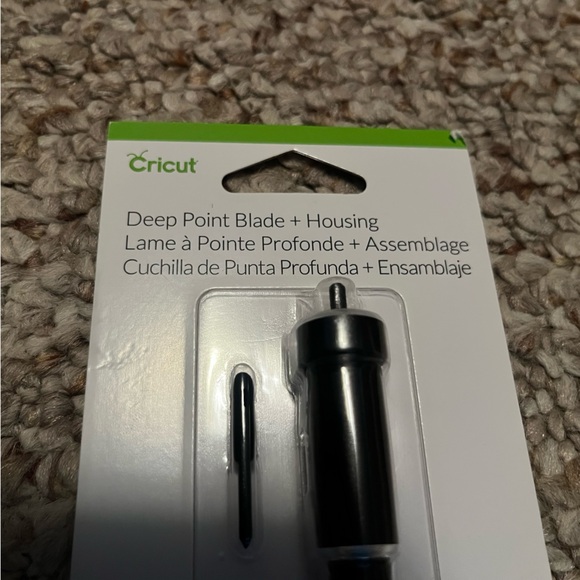 Cricut
Deep Point Blade + Housing
Lame à Pointe Profonde + Assemblage
Cuchilla de Punta Profunda + Ensamblaje